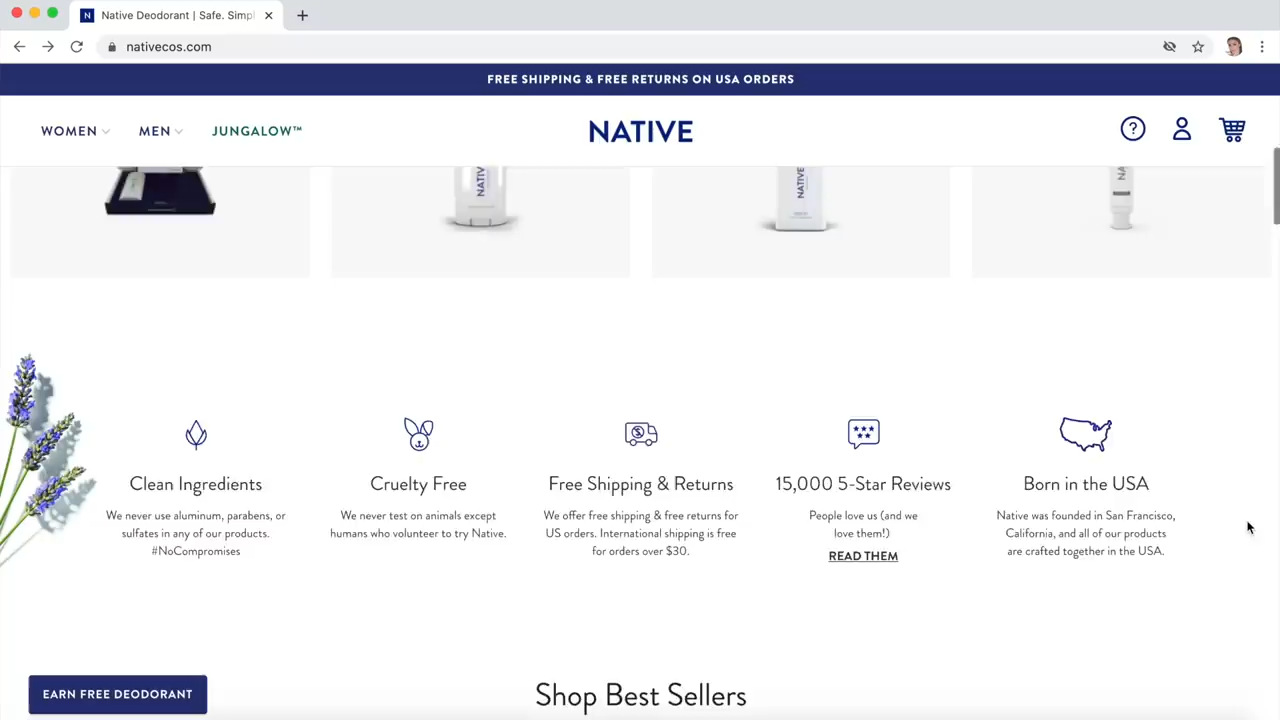 N
Native Deodorant | Safe. Simpl
nativecos.com
FREE SHIPPING & FREE RETURNS ON USA ORDERS
WOMEN
MEN
JUNGALOW™
NATIVE
NATIV
NATIVE
NA
Clean Ingredients
We never use aluminum, parabens, or
sulfates in any of our products.
#NoCompromises
Cruelty Free
We never test on animals except
humans who volunteer to try Native.
Free Shipping & Returns
We offer free shipping & free returns for
US orders. International shipping is free
for orders over $30.
15,000 5-Star Reviews
People love us (and we
love them!)
READ THEM
Born in the USA
Native was founded in San Francisco,
California, and all of our products
are crafted together in the USA.
EARN FREE DEODORANT
Shop Best Sellers